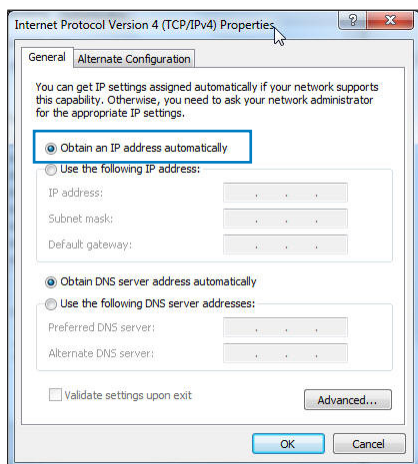 Internet Protocol Version 4 (TCP/IPv4) Properties
?
General
Alternate Configuration
You can get IP settings assigned automatically if your network supports
this capability. Otherwise, you need to ask your network administrator
for the appropriate IP settings.
Obtain an IP address automatically
Use the following IP address:
IP address:
Subnet mask:
Default gateway:
Obtain DNS server address automatically
Use the following DNS server addresses:
Preferred DNS server:
Alternate DNS server:
Validate settings upon exit
Advanced...
OK
Cancel